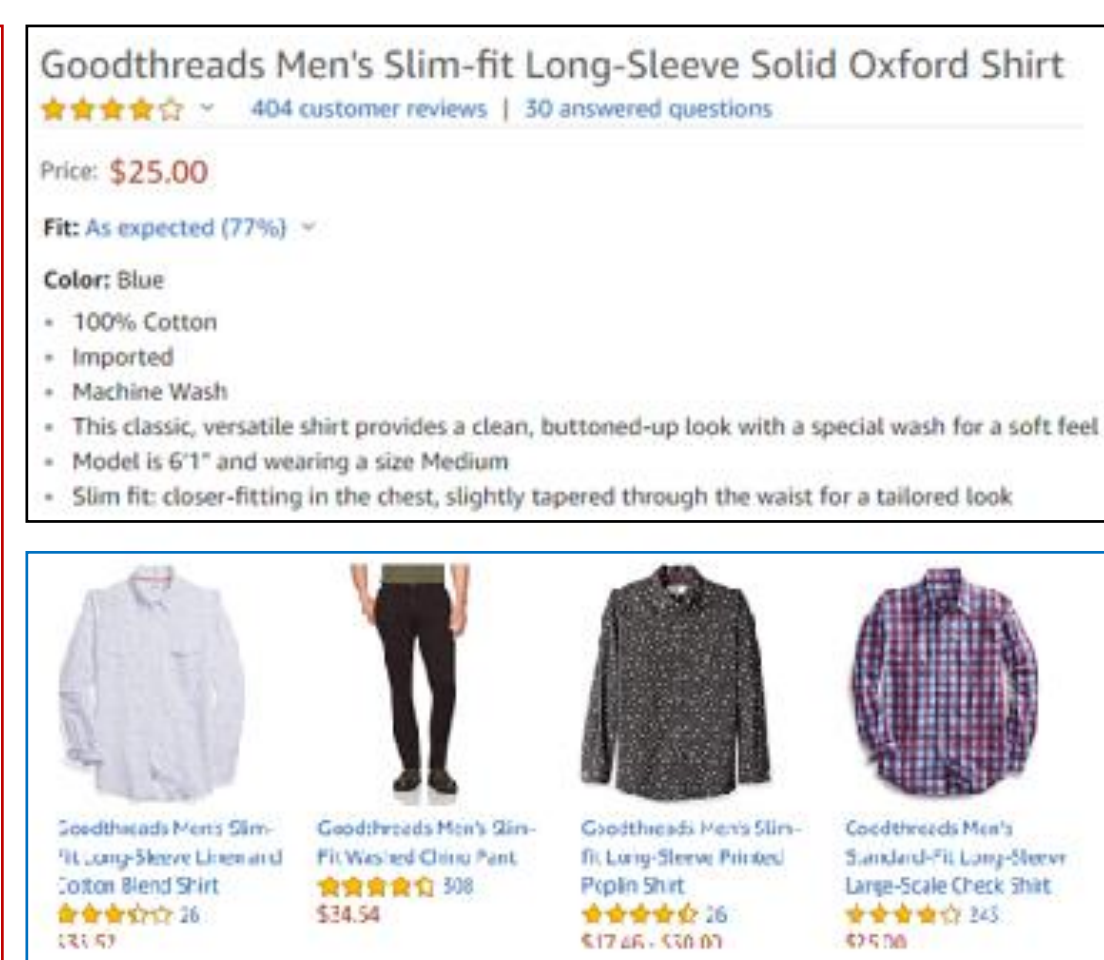 Goodthreads Men's Slim-fit Long-Sleeve Solid Oxford Shirt
404 customer reviews | 30 answered questions
Price: $25.00
Fit: As expected (77%)
Color: Blue
100% Cotton
Imported
Machine Wash
This classic, versatile shirt provides a clean, buttoned-up look with a special wash for a soft feel
Model is 6'1" and wearing a size Medium
Slim fit: closer-fitting in the chest, slightly tapered through the waist for a tailored look
Goodthreads Men's Slim-
Fit Long-Sleeve Linen and
Cotton Blend Shirt
26
Goodthreads Men's Slim-
Fit Washed Chino Pant
308
$34.54
Goodthreads Men's Slim-
fit Long-Sleeve Printed
Poplin Shirt
26
$17.46 - $30.00
Goodthreads Men's
Standard-Fit Long-Sleeve
Large-Scale Check Shirt
$25.00